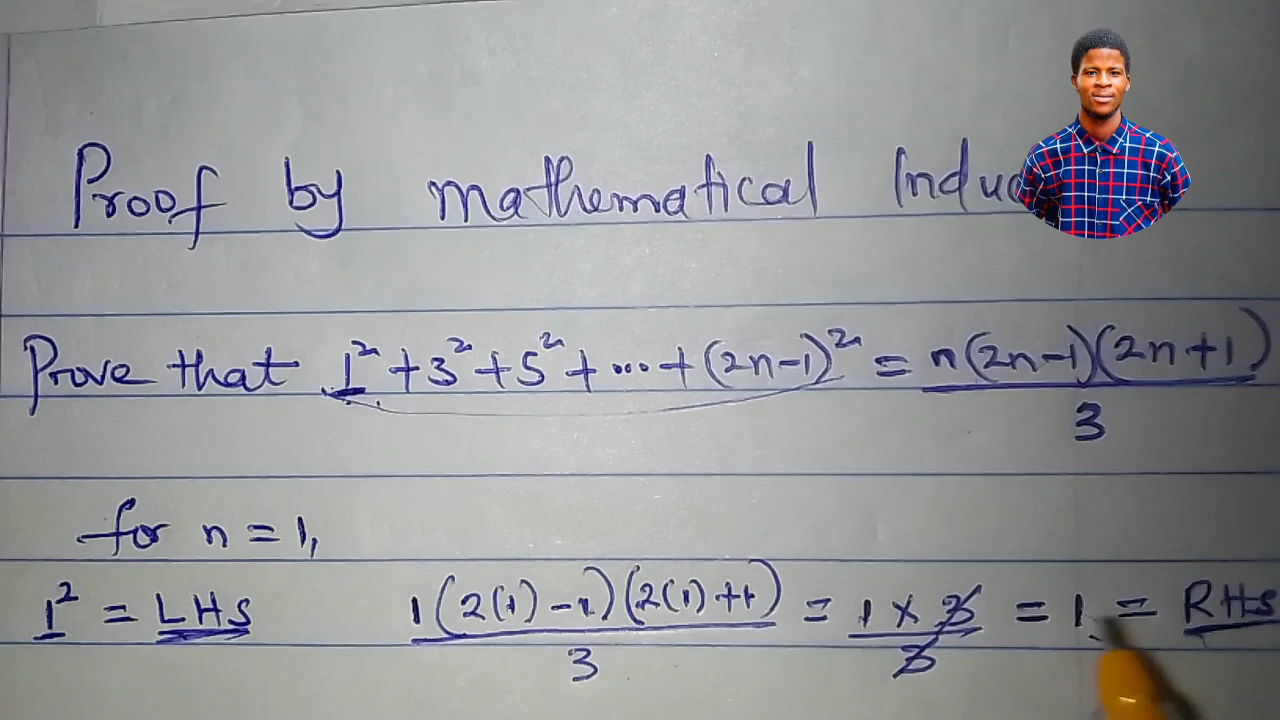 Proof by mathematical Induc
Prove that 1² + 3² + 5² + ... + (2n-1)² = n(2n-1)(2n+1) / 3
for n = 1,
1² = LHS 1(2(1)-1)(2(1)+1) / 3 = 1 × 3 / 3 = 1 = RHS